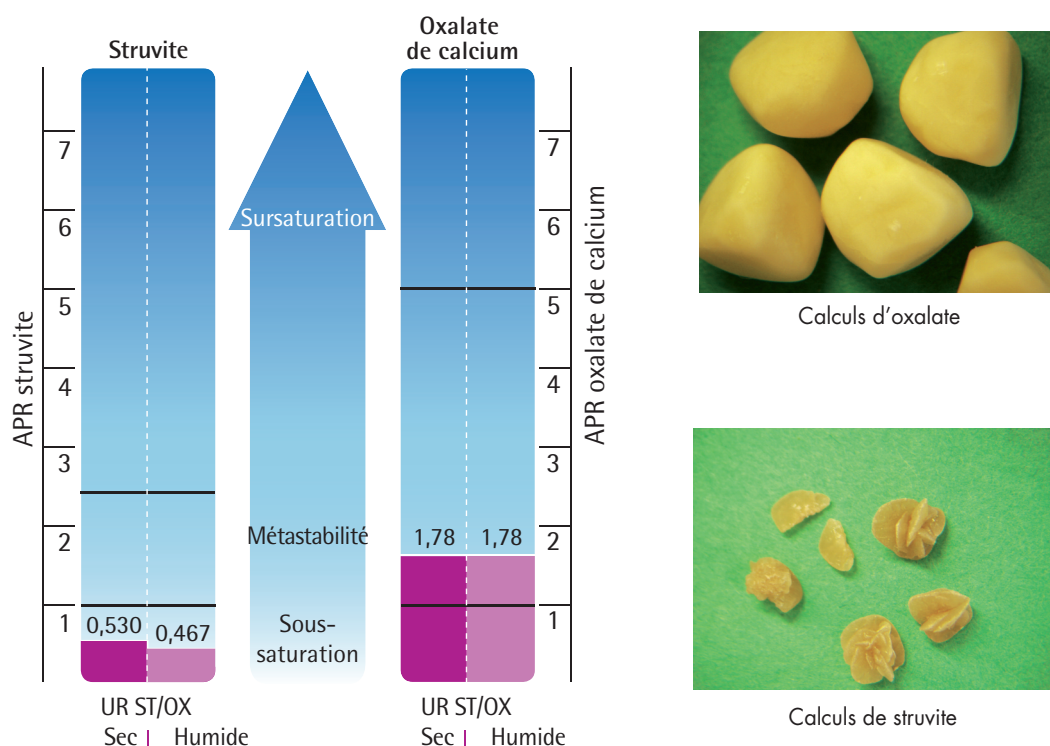 Struvite
Oxalate
de calcium
APR struvite
7
6
5
4
3
2
1
0,530
0,467
UR ST/OX
Sec
Humide
Sursaturation
Métastabilité
Sous-
saturation
1,78
1,78
UR ST/OX
Sec
Humide
7
6
5
4
3
2
1
APR oxalate de calcium
Calculs d'oxalate
Calculs de struvite